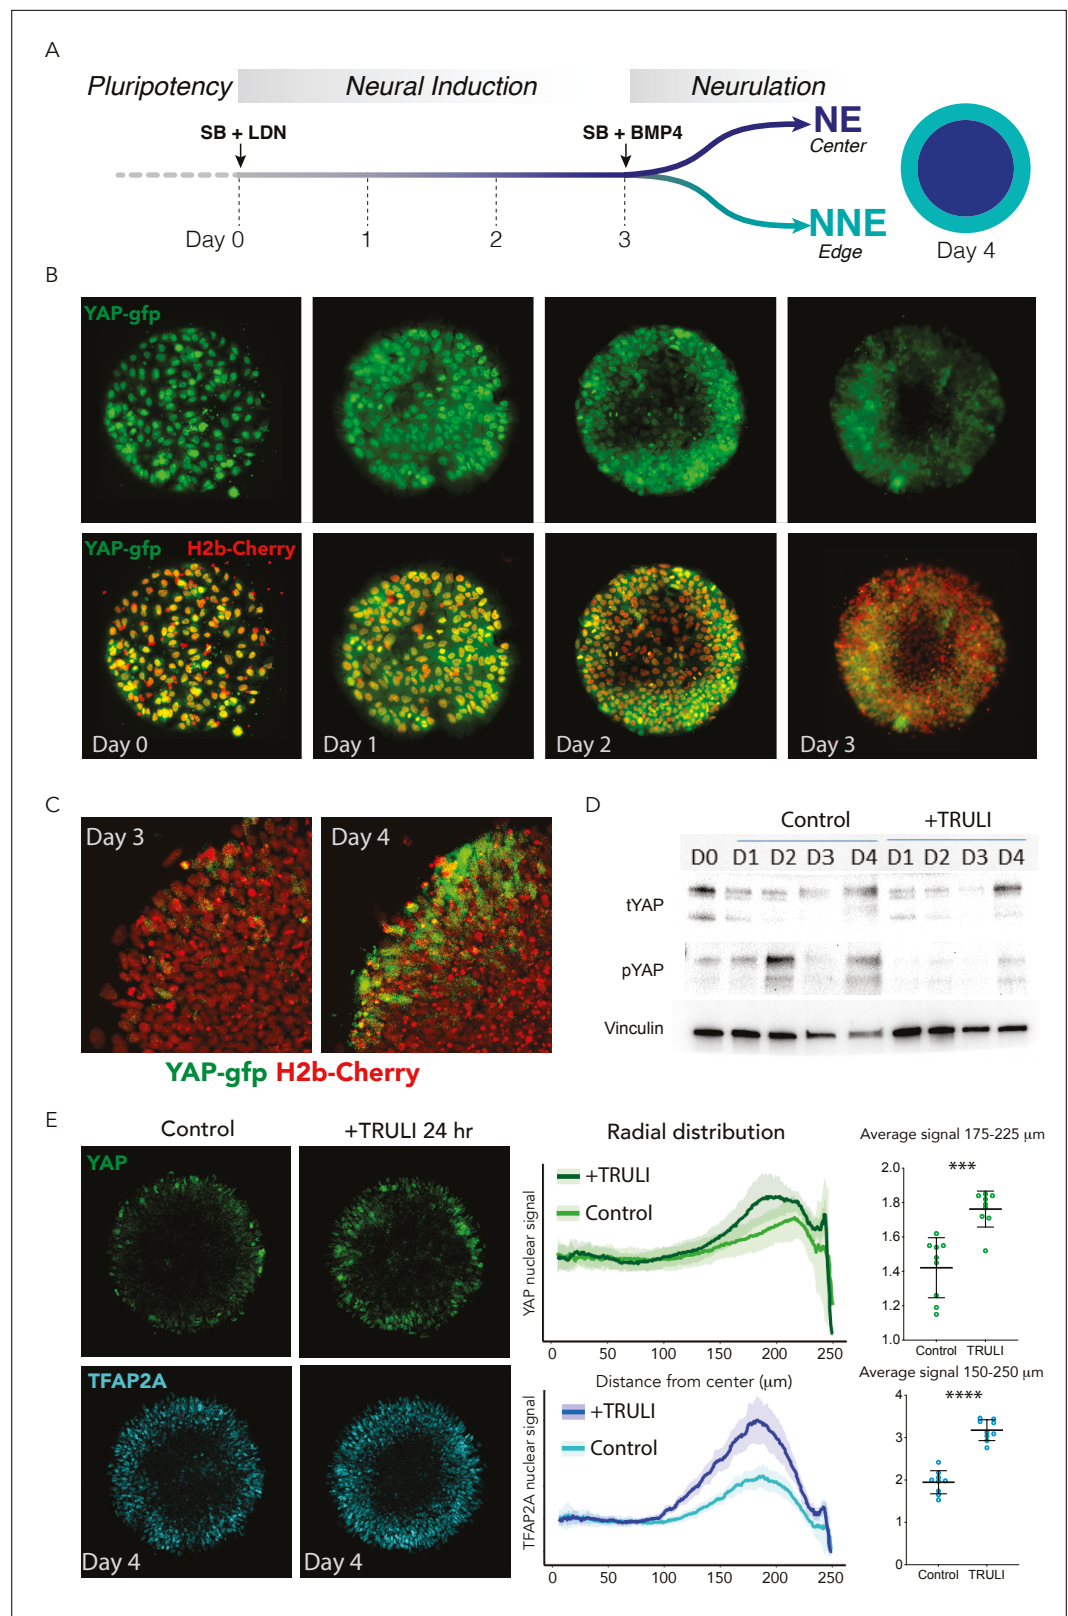 A
Pluripotency Neural Induction Neurulation
SB + LDN SB + BMP4
NE
Center
NNE
Edge
Day 0 1 2 3 Day 4
B
YAP-gfp
YAP-gfp H2b-Cherry
Day 0 Day 1 Day 2 Day 3
C
Day 3 Day 4
YAP-gfp H2b-Cherry
D
Control +TRULI
D0 D1 D2 D3 D4 D1 D2 D3 D4
tYAP
pYAP
Vinculin
E
Control +TRULI 24 hr
YAP
TFAP2A
Day 4 Day 4
Radial distribution
YAP nuclear signal
+TRULI
Control
0 50 100 150 200 250
Distance from center (μm)
TFAP2A nuclear signal
+TRULI
Control
0 50 100 150 200 250
Average signal 175-225 μm
***
2.0
1.8
1.6
1.4
1.2
1.0
Control TRULI
Average signal 150-250 μm
****
4
3
2
1
0
Control TRULI